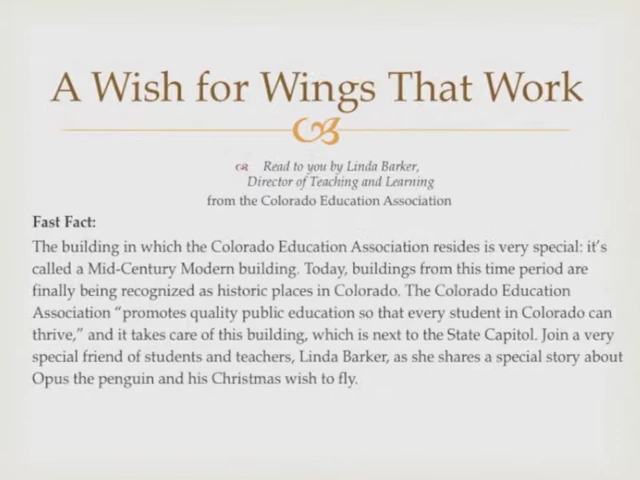 A Wish for Wings That Work
Read to you by Linda Barker,
Director of Teaching and Learning
from the Colorado Education Association
Fast Fact:
The building in which the Colorado Education Association resides is very special: it’s
called a Mid-Century Modern building. Today, buildings from this time period are
finally being recognized as historic places in Colorado. The Colorado Education
Association “promotes quality public education so that every student in Colorado can
thrive,” and it takes care of this building, which is next to the State Capitol. Join a very
special friend of students and teachers, Linda Barker, as she shares a special story about
Opus the penguin and his Christmas wish to fly.